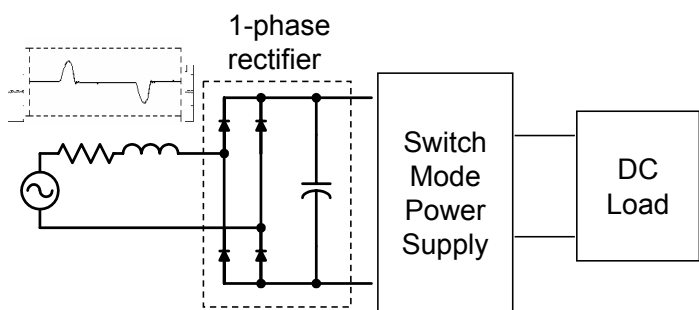 1-phase
rectifier
Switch
Mode
Power
Supply
DC
Load